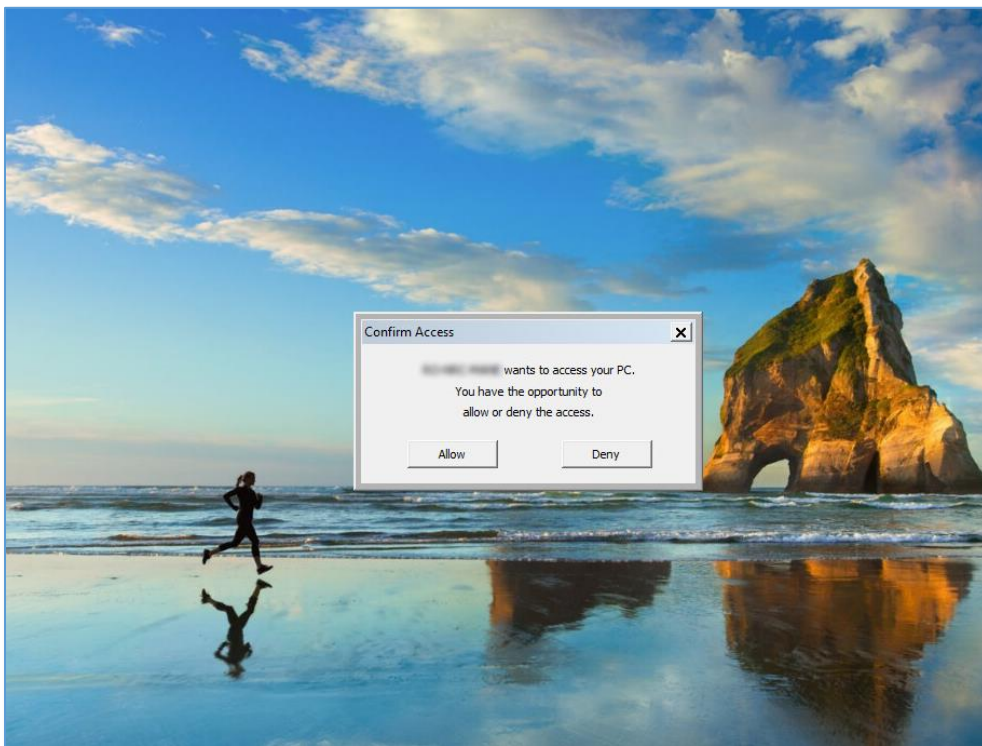 Confirm Access
wants to access your PC.
You have the opportunity to
allow or deny the access.
Allow
Deny